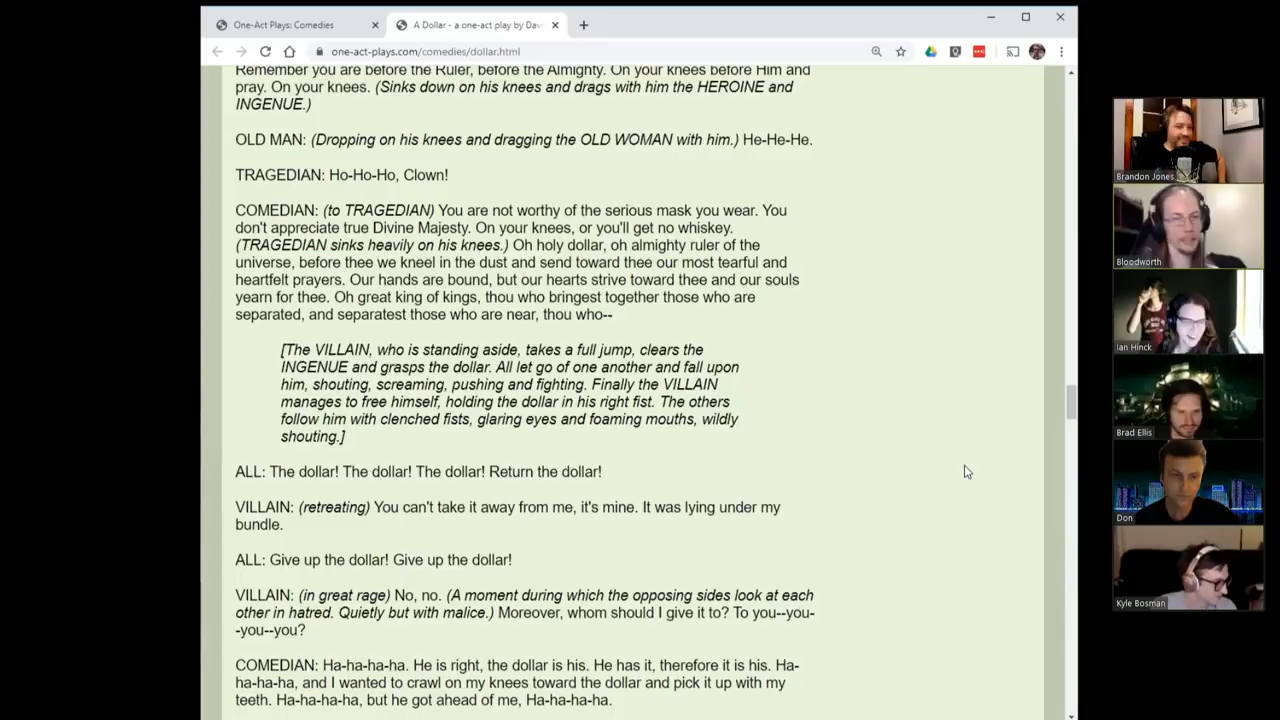 One-Act Plays: Comedies
A Dollar - a one-act play by Dav
one-act-plays.com/comedies/dollar.html
Remember you are before the Ruler, before the Almighty. On your knees before Him and
pray. On your knees. (Sinks down on his knees and drags with him the HEROINE and
INGENUE.)
OLD MAN: (Dropping on his knees and dragging the OLD WOMAN with him.) He-He-He.
TRAGEDIAN: Ho-Ho-Ho, Clown!
COMEDIAN: (to TRAGEDIAN) You are not worthy of the serious mask you wear. You
don't appreciate true Divine Majesty. On your knees, or you'll get no whiskey.
(TRAGEDIAN sinks heavily on his knees.) Oh holy dollar, oh almighty ruler of the
universe, before thee we kneel in the dust and send toward thee our most tearful and
heartfelt prayers. Our hands are bound, but our hearts strive toward thee and our souls
yearn for thee. Oh great king of kings, thou who bringest together those who are
separated, and separatest those who are near, thou who--
[The VILLAIN, who is standing aside, takes a full jump, clears the
INGENUE and grasps the dollar. All let go of one another and fall upon
him, shouting, screaming, pushing and fighting. Finally the VILLAIN
manages to free himself, holding the dollar in his right fist. The others
follow him with clenched fists, glaring eyes and foaming mouths, wildly
shouting.]
ALL: The dollar! The dollar! The dollar! Return the dollar!
VILLAIN: (retreating) You can't take it away from me, it's mine. It was lying under my
bundle.
ALL: Give up the dollar! Give up the dollar!
VILLAIN: (in great rage) No, no. (A moment during which the opposing sides look at each
other in hatred. Quietly but with malice.) Moreover, whom should I give it to? To you--you-
-you--you?
COMEDIAN: Ha-ha-ha-ha. He is right, the dollar is his. He has it, therefore it is his. Ha-
ha-ha-ha, and I wanted to crawl on my knees toward the dollar and pick it up with my
teeth. Ha-ha-ha-ha, but he got ahead of me, Ha-ha-ha-ha.
Brandon Jones
Bloodworth
Ian Hinck
Brad Ellis
Don
Kyle Bosman